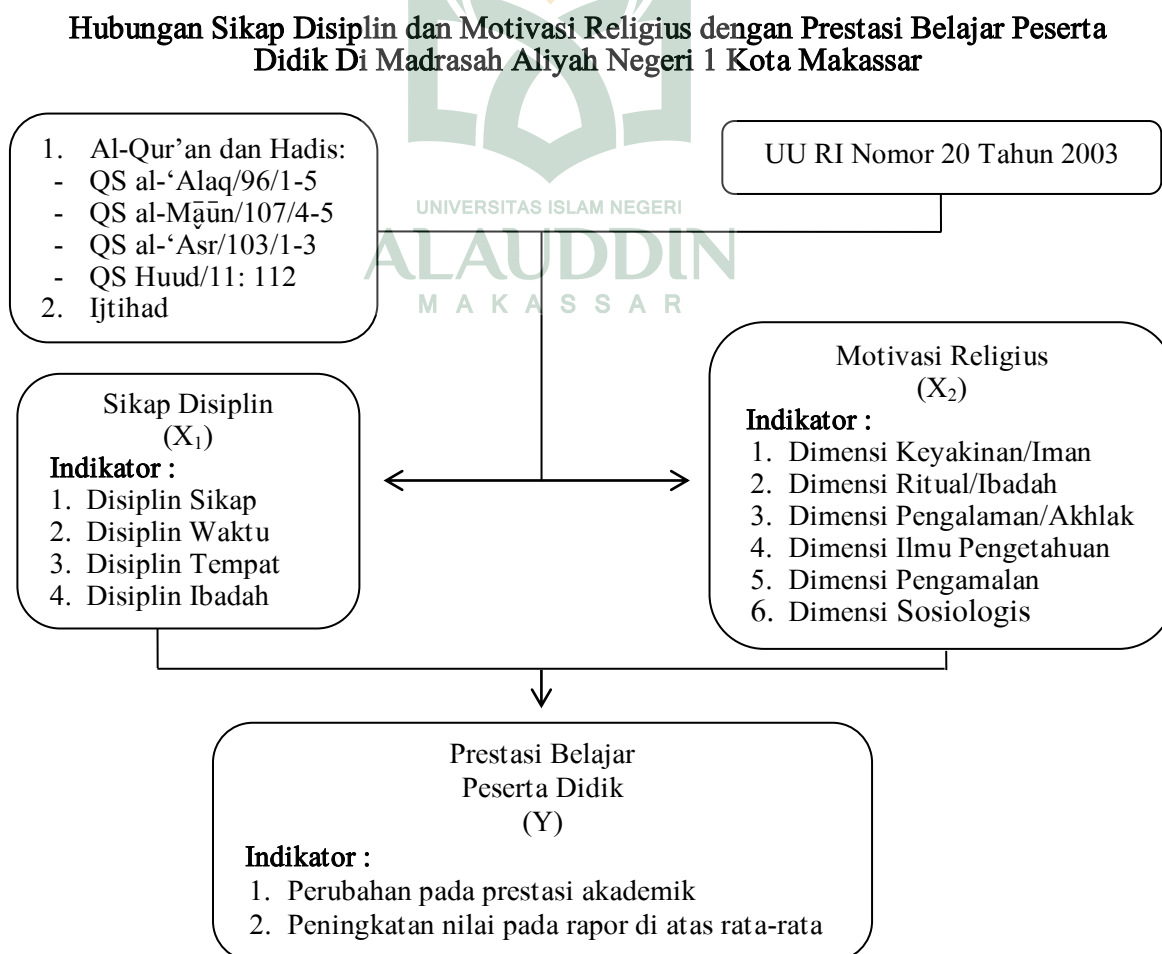 Hubungan Sikap Disiplin dan Motivasi Religius dengan Prestasi Belajar Peserta
Didik Di Madrasah Aliyah Negeri 1 Kota Makassar
1. Al-Qur’an dan Hadis:
- QS al-‘Alaq/96/1-5
- QS al-Mā̰ūn/107/4-5
- QS al-‘Asr/103/1-3
- QS Huud/11: 112
2. Ijtihad
UU RI Nomor 20 Tahun 2003
UNIVERSITAS ISLAM NEGERI
ALAUDDIN
MAKASSAR
Sikap Disiplin
(X₁)
Indikator :
1. Disiplin Sikap
2. Disiplin Waktu
3. Disiplin Tempat
4. Disiplin Ibadah
Motivasi Religius
(X₂)
Indikator :
1. Dimensi Keyakinan/Iman
2. Dimensi Ritual/Ibadah
3. Dimensi Pengalaman/Akhlak
4. Dimensi Ilmu Pengetahuan
5. Dimensi Pengamalan
6. Dimensi Sosiologis
Prestasi Belajar
Peserta Didik
(Y)
Indikator :
1. Perubahan pada prestasi akademik
2. Peningkatan nilai pada rapor di atas rata-rata